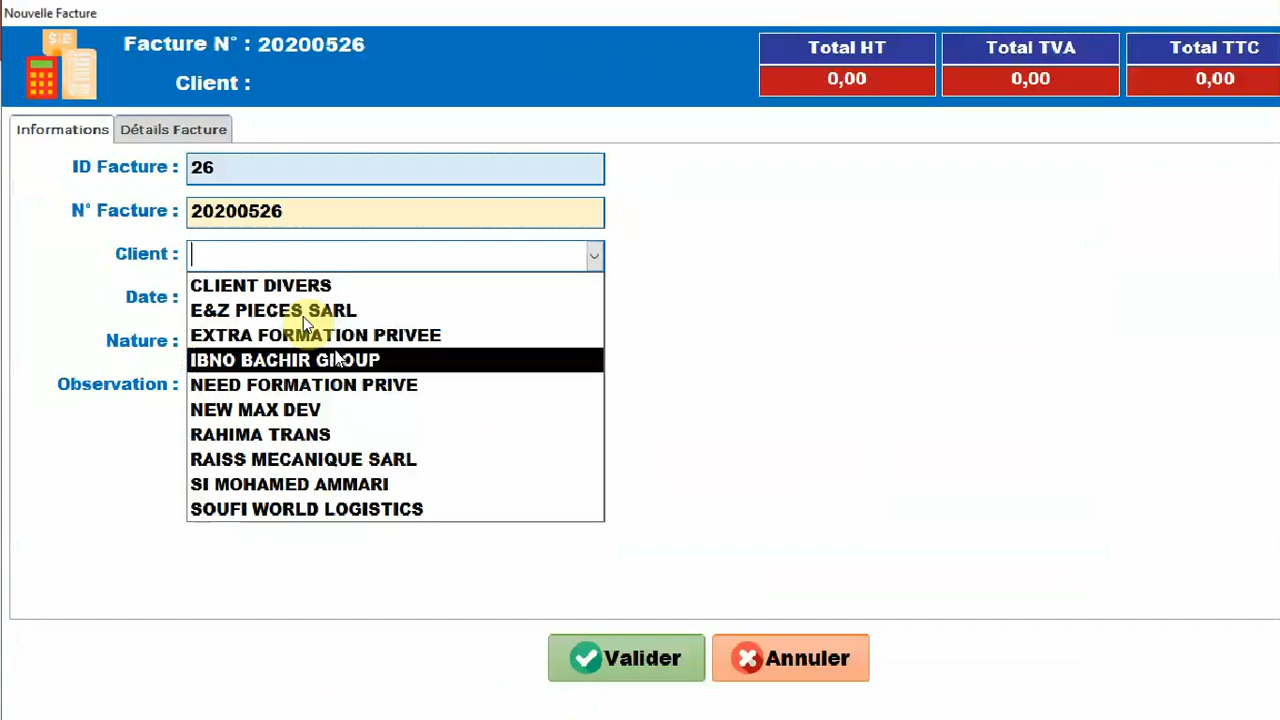 Nouvelle Facture
Facture N° : 20200526
Client :
Total HT
Total TVA
Total TTC
0,00
0,00
0,00
Informations
Détails Facture
ID Facture : 26
N° Facture : 20200526
Client :
CLIENT DIVERS
Date :
E&Z PIECES SARL
EXTRA FORMATION PRIVEE
Nature :
IBNO BACHIR GROUP
Observation :
NEED FORMATION PRIVE
NEW MAX DEV
RAHIMA TRANS
RAISS MECANIQUE SARL
SI MOHAMED AMMARI
SOUFI WORLD LOGISTICS
Valider
Annuler